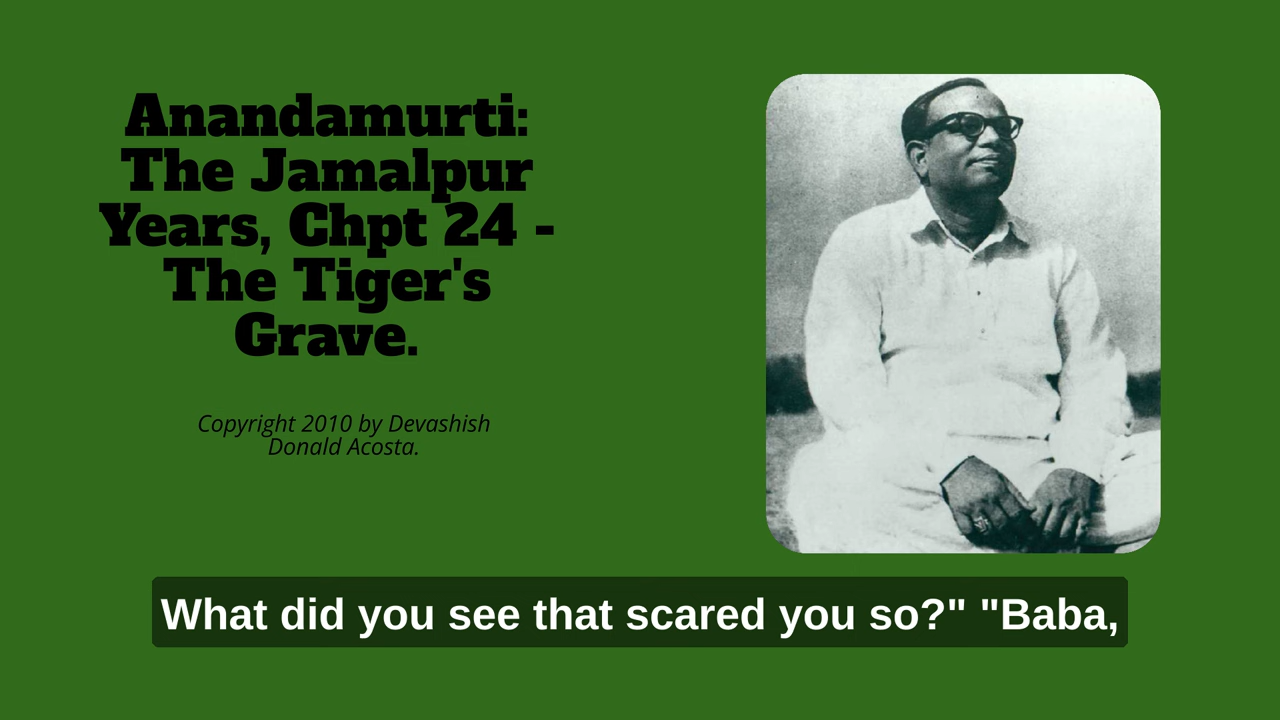 Anandamurti:
The Jamalpur
Years, Chpt 24 -
The Tiger's
Grave.
Copyright 2010 by Devashish
Donald Acosta.
What did you see that scared you so?" "Baba,